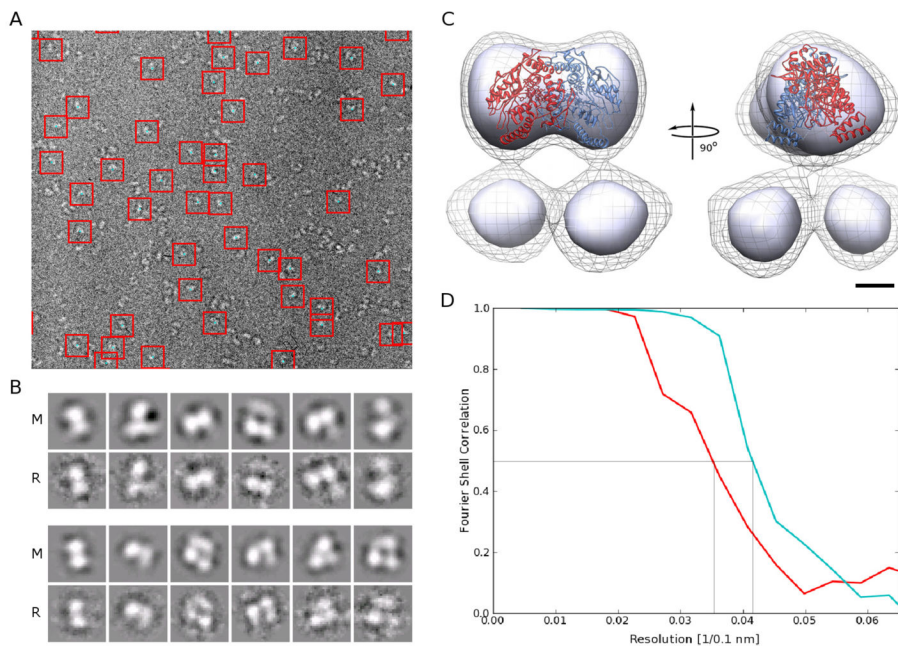 A
C
90°
B
M
R
M
R
D
1.0
0.8
0.6
0.4
0.2
0.0
Fourier Shell Correlation
0.00 0.01 0.02 0.03 0.04 0.05 0.06
Resolution [1/0.1 nm]